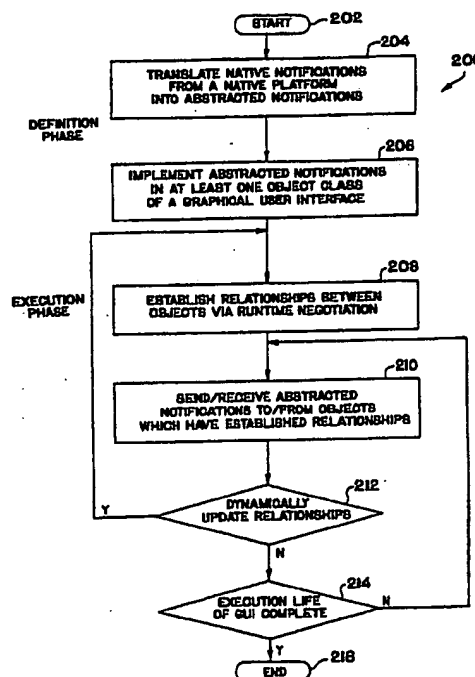 START
202
204
200
TRANSLATE NATIVE NOTIFICATIONS
FROM A NATIVE PLATFORM
INTO ABSTRACTED NOTIFICATIONS
DEFINITION PHASE
206
IMPLEMENT ABSTRACTED NOTIFICATIONS
IN AT LEAST ONE OBJECT CLASS
OF A GRAPHICAL USER INTERFACE
EXECUTION
PHASE
208
ESTABLISH RELATIONSHIPS BETWEEN
OBJECTS VIA RUNTIME NEGOTIATION
210
SEND/RECEIVE ABSTRACTED
NOTIFICATIONS TO/FROM OBJECTS
WHICH HAVE ESTABLISHED RELATIONSHIPS
212
Y
DYNAMICALLY
UPDATE RELATIONSHIPS
N
214
EXECUTION LIFE
OF GUI COMPLETE
N
Y
END
216